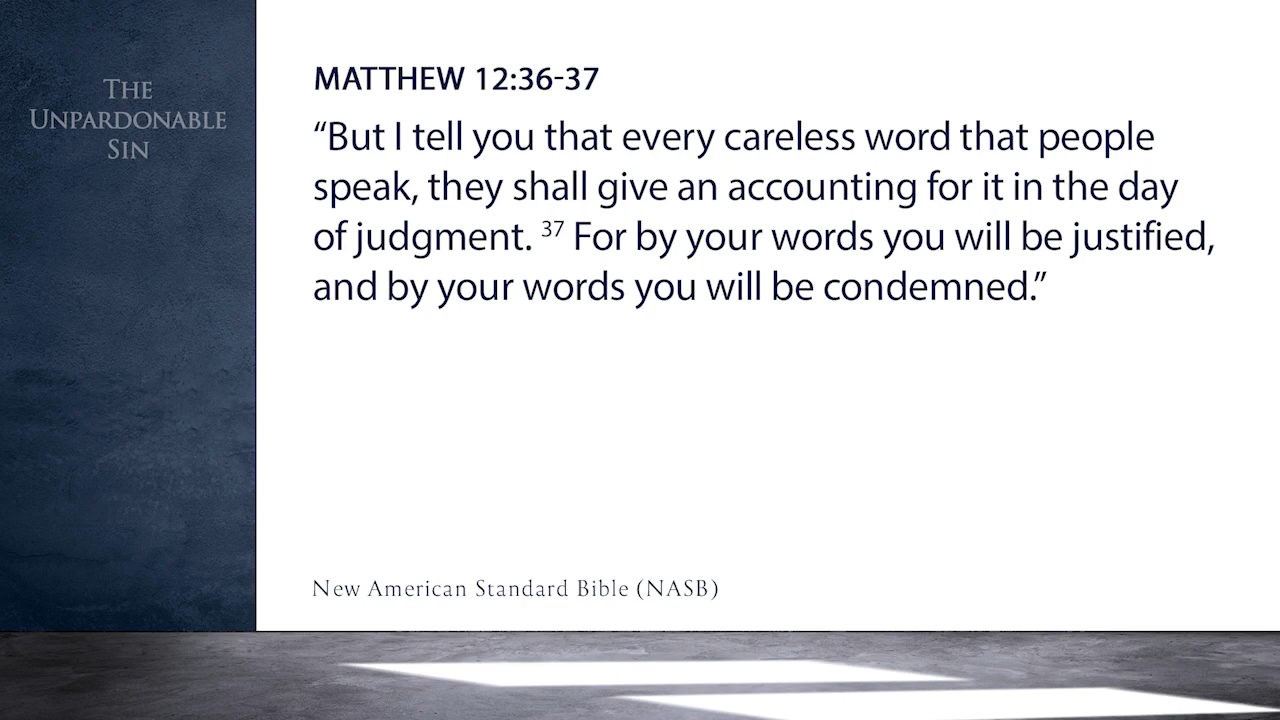 The
Unpardonable
Sin
MATTHEW 12:36-37
“But I tell you that every careless word that people
speak, they shall give an accounting for it in the day
of judgment. 37 For by your words you will be justified,
and by your words you will be condemned.”
New American Standard Bible (NASB)